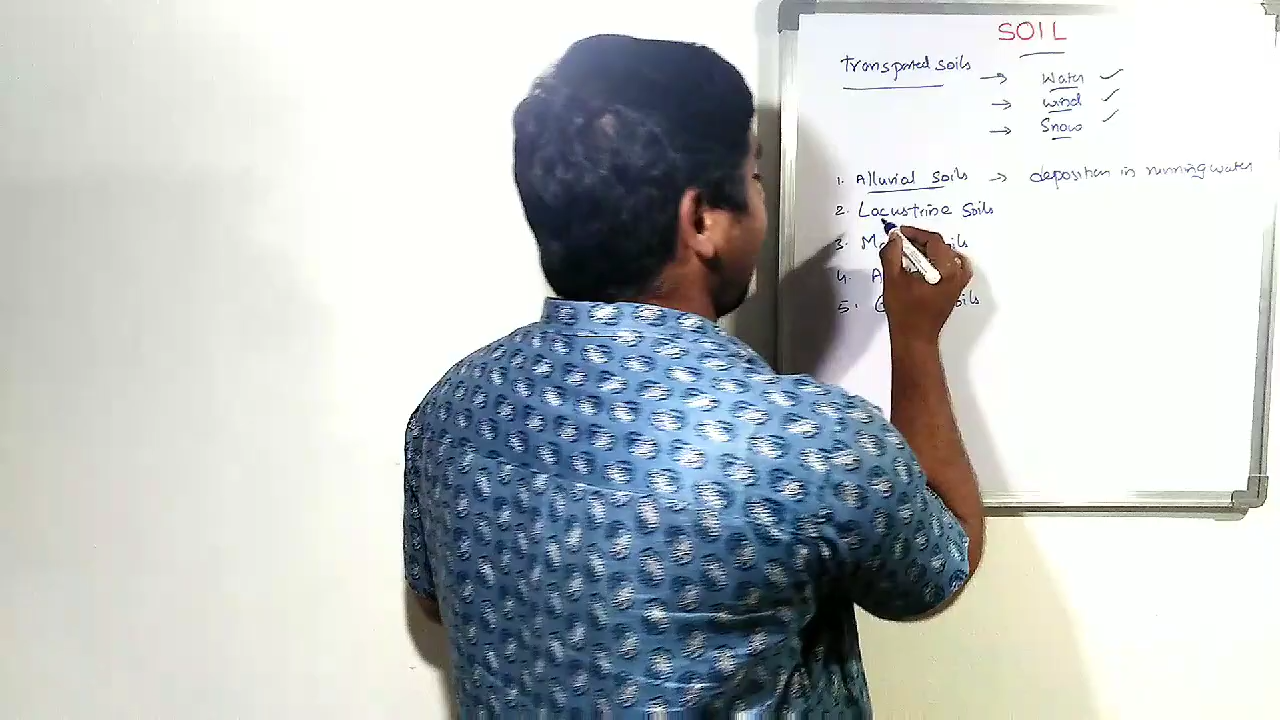 SOIL
Transported soils → Water ✓
→ wind ✓
→ Snow ✓
1. Alluvial soils → deposition in running water
2. Lacustrine Soils
3.
4.
5.